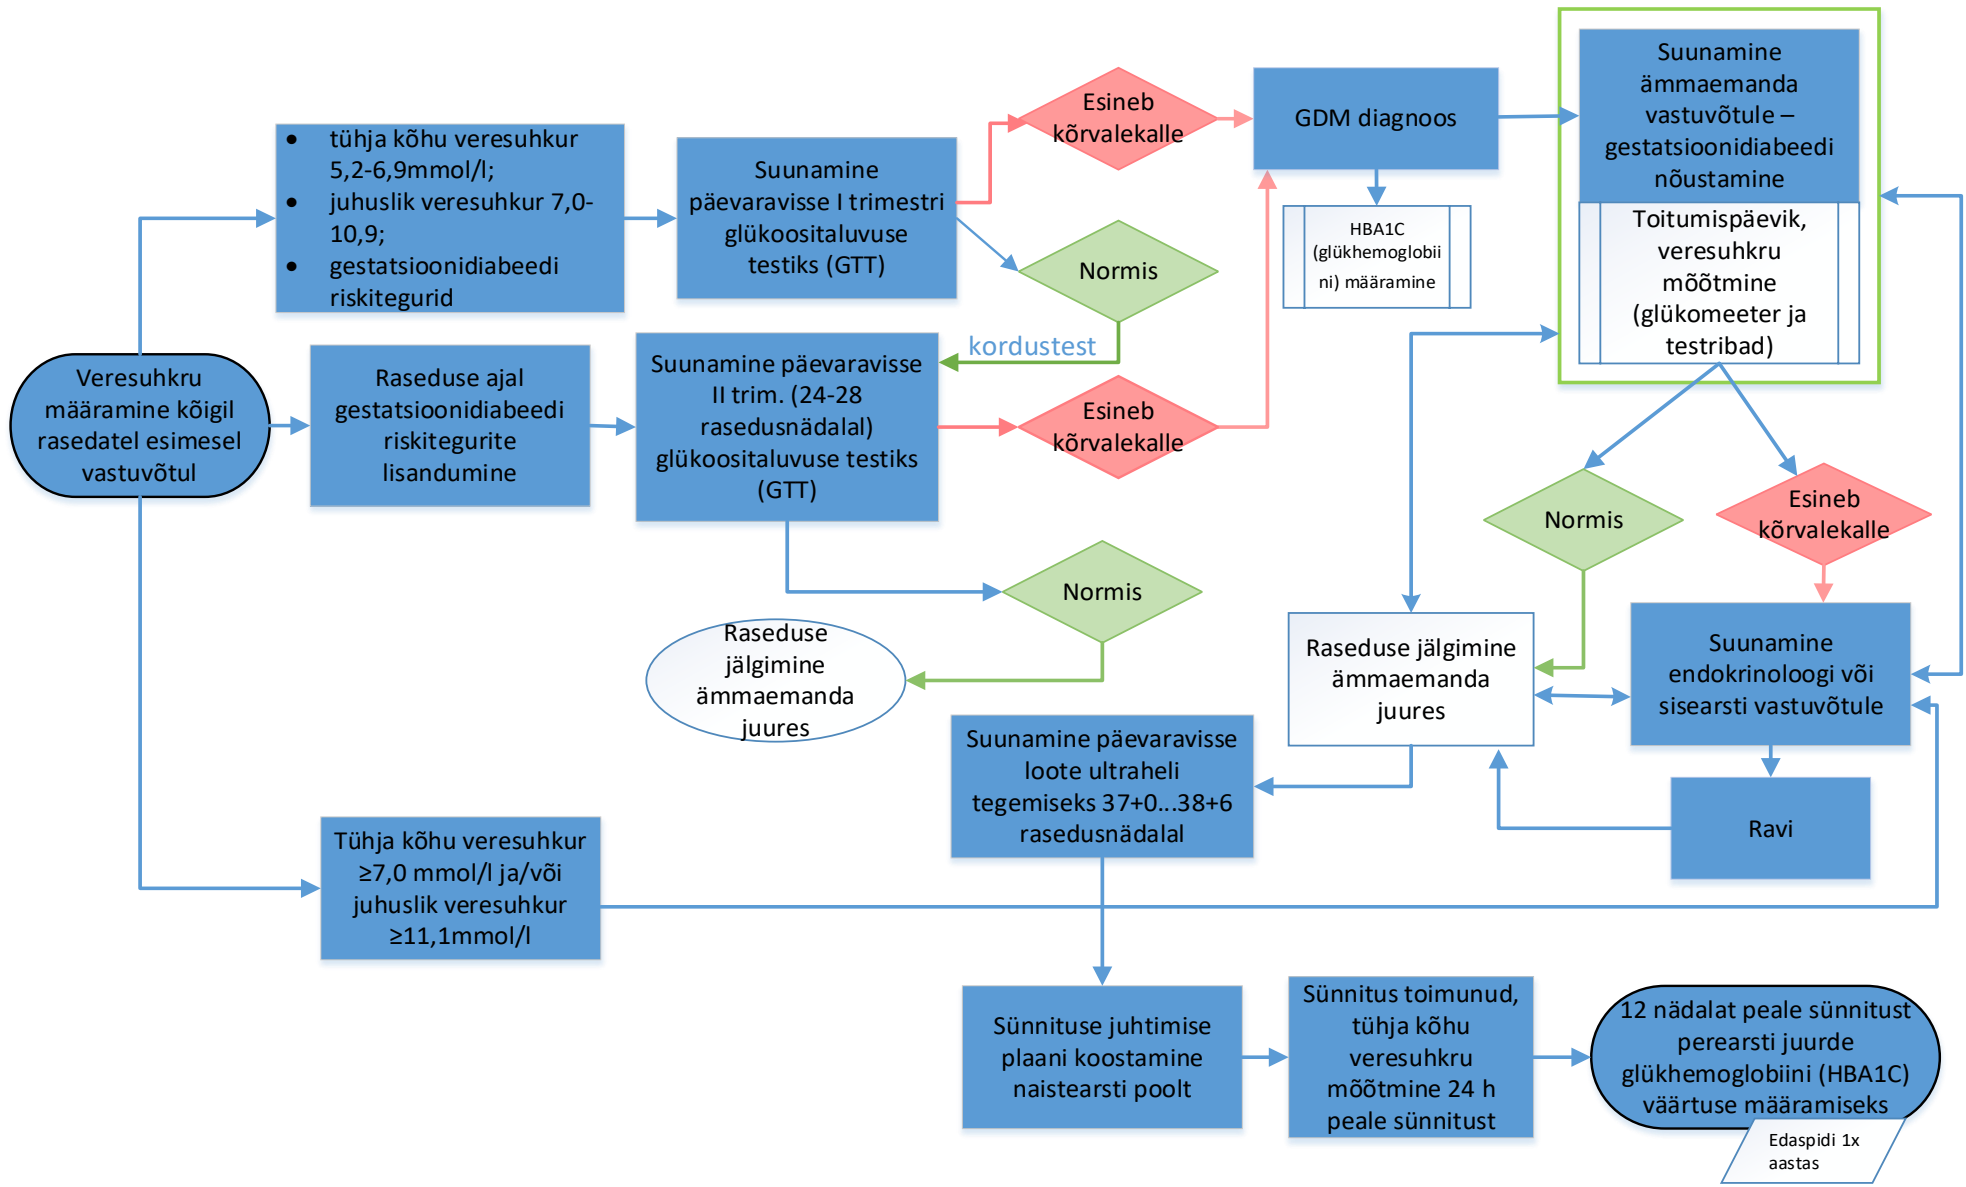 Veresuhkru
määramine kõigil
rasedatel esimesel
vastuvõtul
• tühja kõhu veresuhkur
5,2-6,9mmol/l;
• juhuslik veresuhkur 7,0-
10,9;
• gestatsioonidiabeedi
riskitegurid
Suunamine
päevaravisse I trimestri
glükoositaluvuse
testiks (GTT)
Esineb
kõrvalekalle
Normis
kordustest
GDM diagnoos
HBA1C
(glükhemoglobii
ni) määramine
Suunamine
ämmaemanda
vastuvõtule –
gestatsioonidiabeedi
nõustamine
Toitumispäevik,
veresuhkru
mõõtmine
(glükomeeter ja
testribad)
Raseduse ajal
gestatsioonidiabeedi
riskitegurite
lisandumine
Suunamine päevaravisse
II trim. (24-28
rasedusnädalal)
glükoositaluvuse testiks
(GTT)
Esineb
kõrvalekalle
Normis
Raseduse
jälgimine
ämmaemanda
juures
Normis
Esineb
kõrvalekalle
Raseduse jälgimine
ämmaemanda
juures
Suunamine
endokrinoloogi või
sisearsti vastuvõtule
Ravi
Suunamine päevaravisse
loote ultraheli
tegemiseks 37+0...38+6
rasedusnädalal
Tühja kõhu veresuhkur
≥7,0 mmol/l ja/või
juhuslik veresuhkur
≥11,1mmol/l
Sünnituse juhtimise
plaani koostamine
naistearsti poolt
Sünnitus toimunud,
tühja kõhu
veresuhkru
mõõtmine 24 h
peale sünnitust
12 nädalat peale sünnitust
perearsti juurde
glükhemoglobiini (HBA1C)
väärtuse määramiseks
Edaspidi 1x
aastas